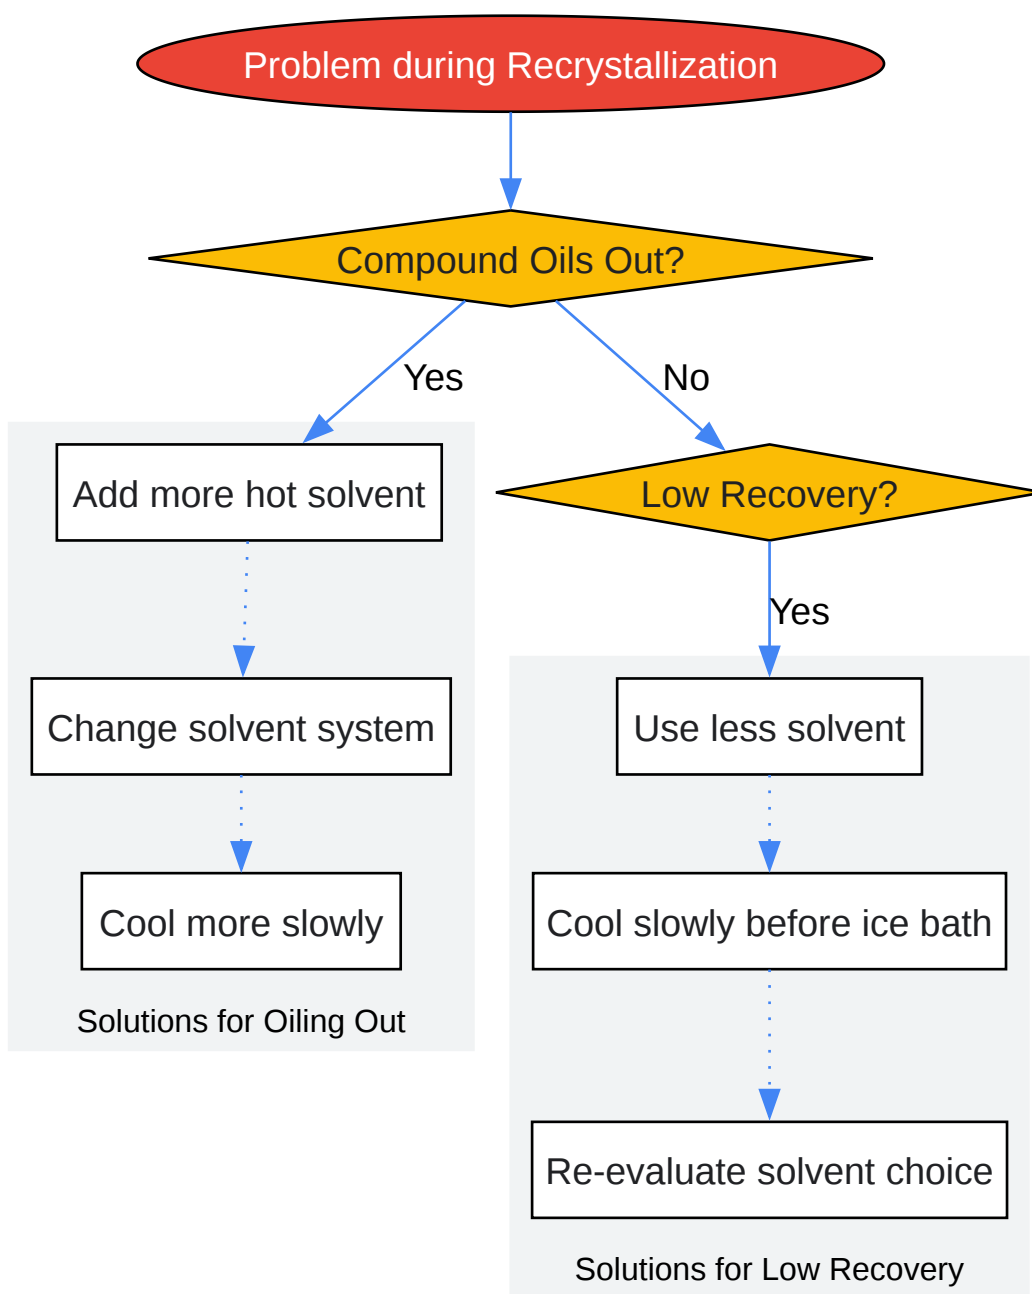 Problem during Recrystallization
Compound Oils Out?
Yes
No
Add more hot solvent
Low Recovery?
Yes
Change solvent system
Use less solvent
Cool more slowly
Cool slowly before ice bath
Solutions for Oiling Out
Re-evaluate solvent choice
Solutions for Low Recovery